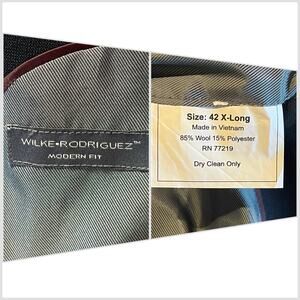 WILKE•RODRIGUEZ™
MODERN FIT
Size: 42 X-Long
Made in Vietnam
85% Wool 15% Polyester
RN 77219
Dry Clean Only